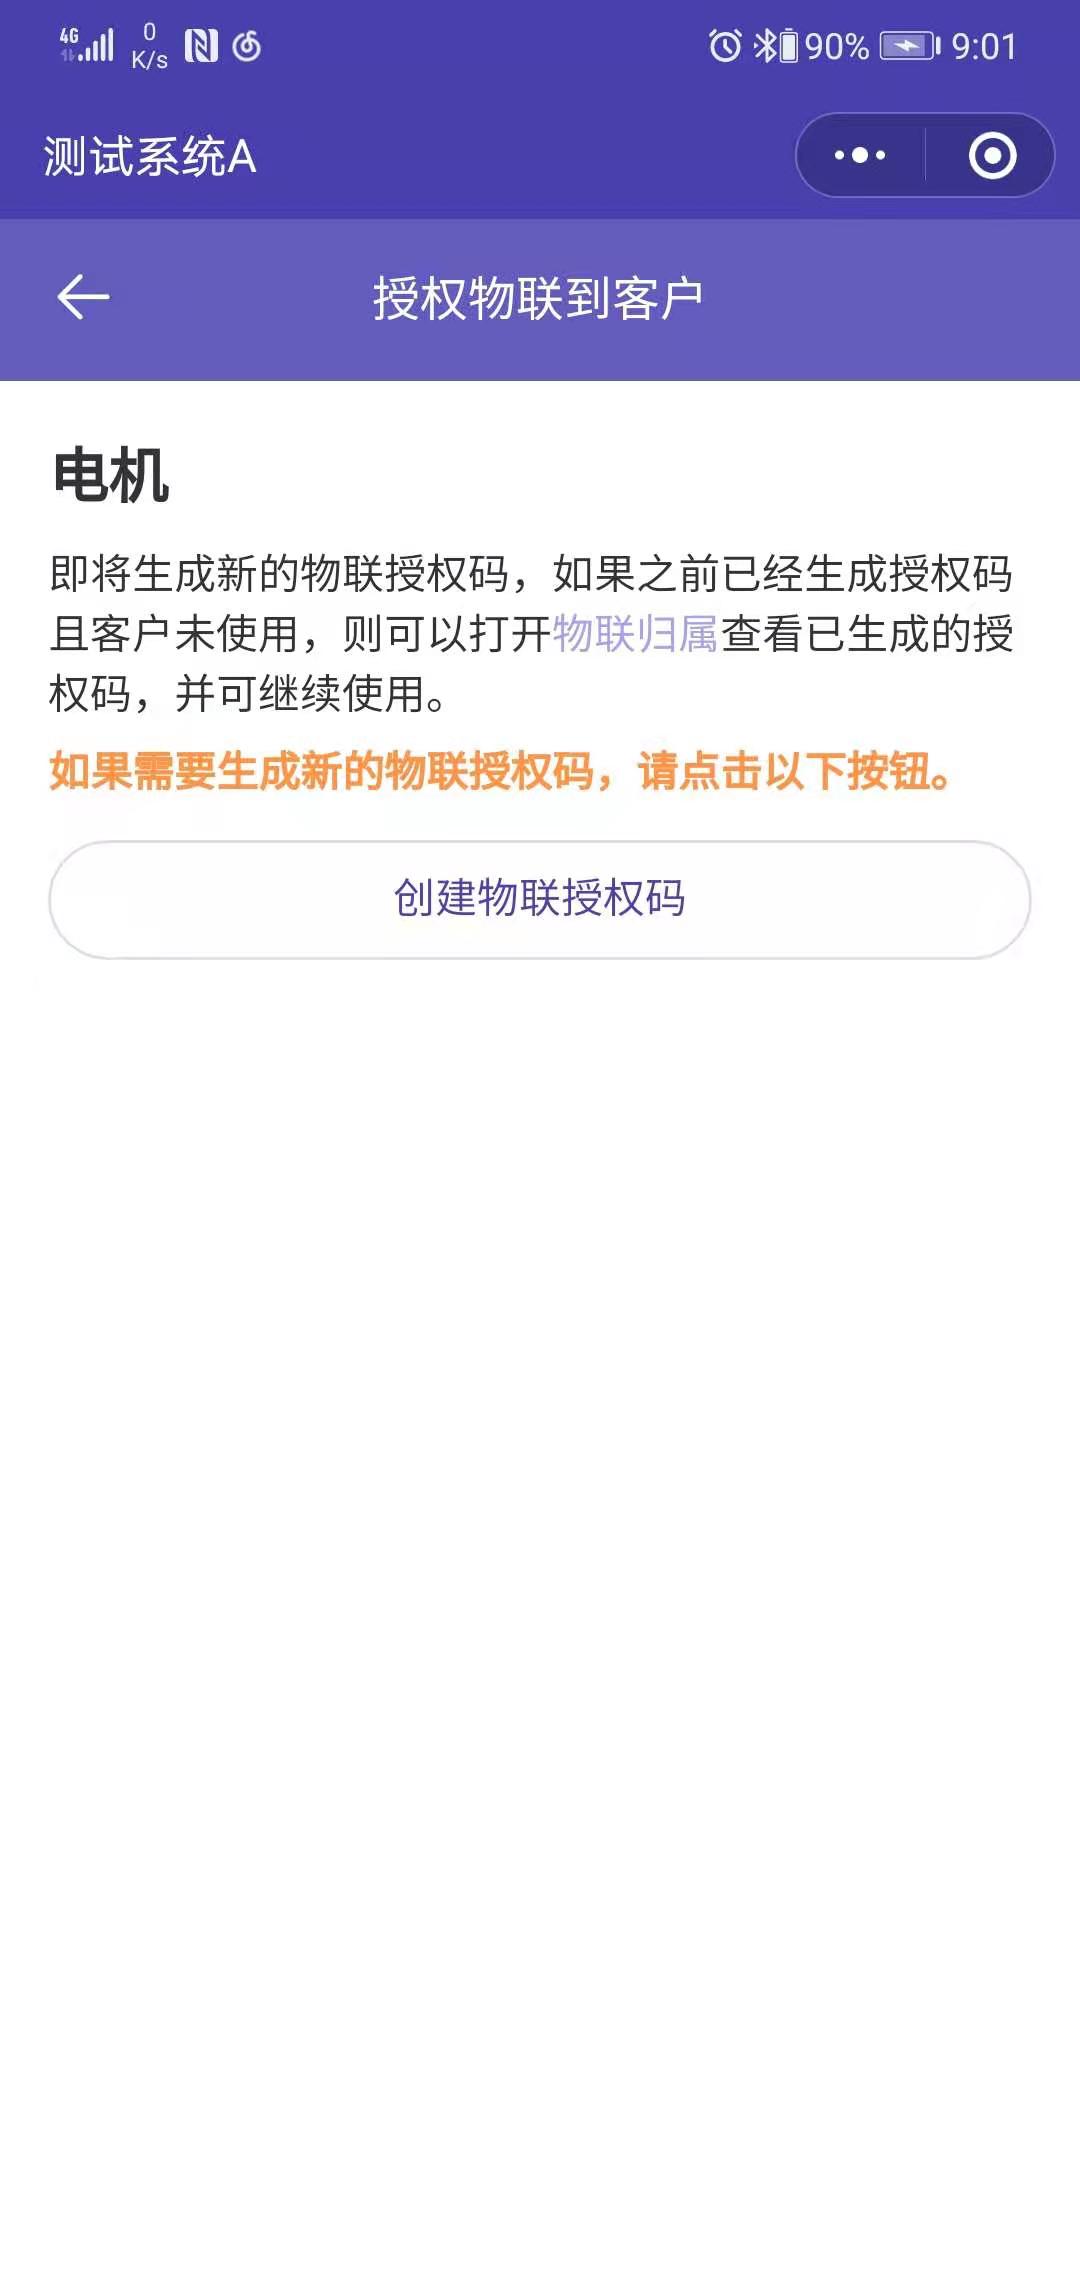 4G
0
K/s
90%
9:01
测试系统A
授权物联到客户
电机
即将生成新的物联授权码，如果之前已经生成授权码
且客户未使用，则可以打开物联归属查看已生成的授
权码，并可继续使用。
如果需要生成新的物联授权码，请点击以下按钮。
创建物联授权码